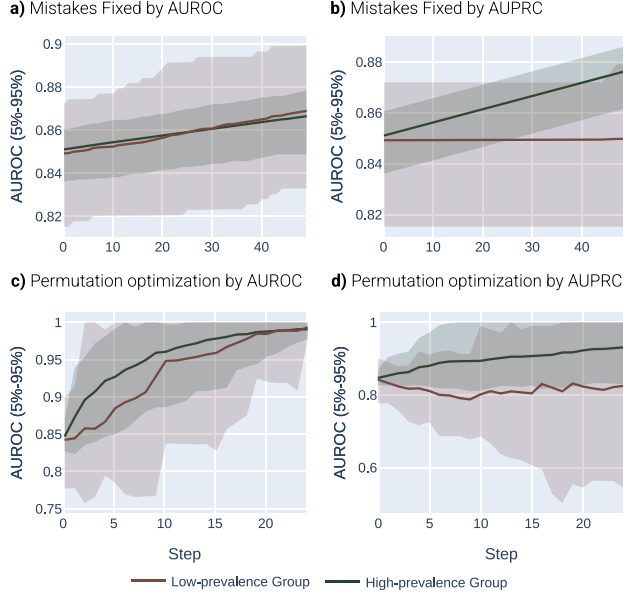 a) Mistakes Fixed by AUROC
b) Mistakes Fixed by AUPRC
AUROC (5%-95%)
0.9
0.88
0.86
0.84
0.82
0 10 20 30 40
AUROC (5%-95%)
0.88
0.86
0.84
0.82
0 10 20 30 40
c) Permutation optimization by AUROC
d) Permutation optimization by AUPRC
AUROC (5%-95%)
1
0.95
0.9
0.85
0.8
0.75
0 5 10 15 20
Step
AUROC (5%-95%)
1
0.8
0.6
0 5 10 15 20
Step
Low-prevalence Group High-prevalence Group